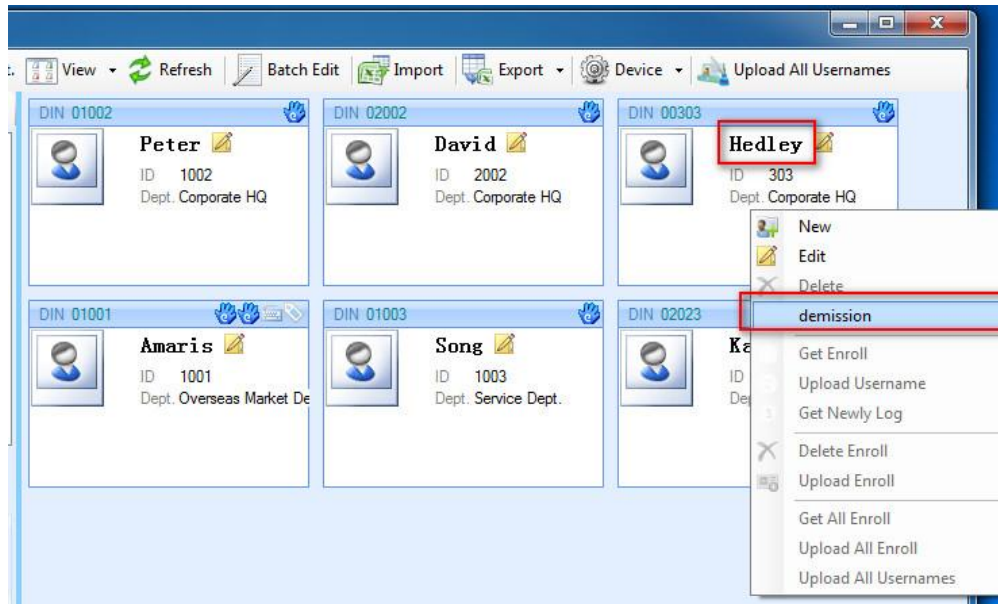 t. View Refresh Batch Edit Import Export Device Upload All Usernames
DIN 01002
Peter
ID 1002
Dept. Corporate HQ
DIN 02002
David
ID 2002
Dept. Corporate HQ
DIN 00303
Hedley
ID 303
Dept. Corporate HQ
DIN 01001
Amaris
ID 1001
Dept. Overseas Market De
DIN 01003
Song
ID 1003
Dept. Service Dept.
DIN 02023
Ka
ID
De
New
Edit
Delete
demission
Get Enroll
Upload Username
Get Newly Log
Delete Enroll
Upload Enroll
Get All Enroll
Upload All Enroll
Upload All Usernames